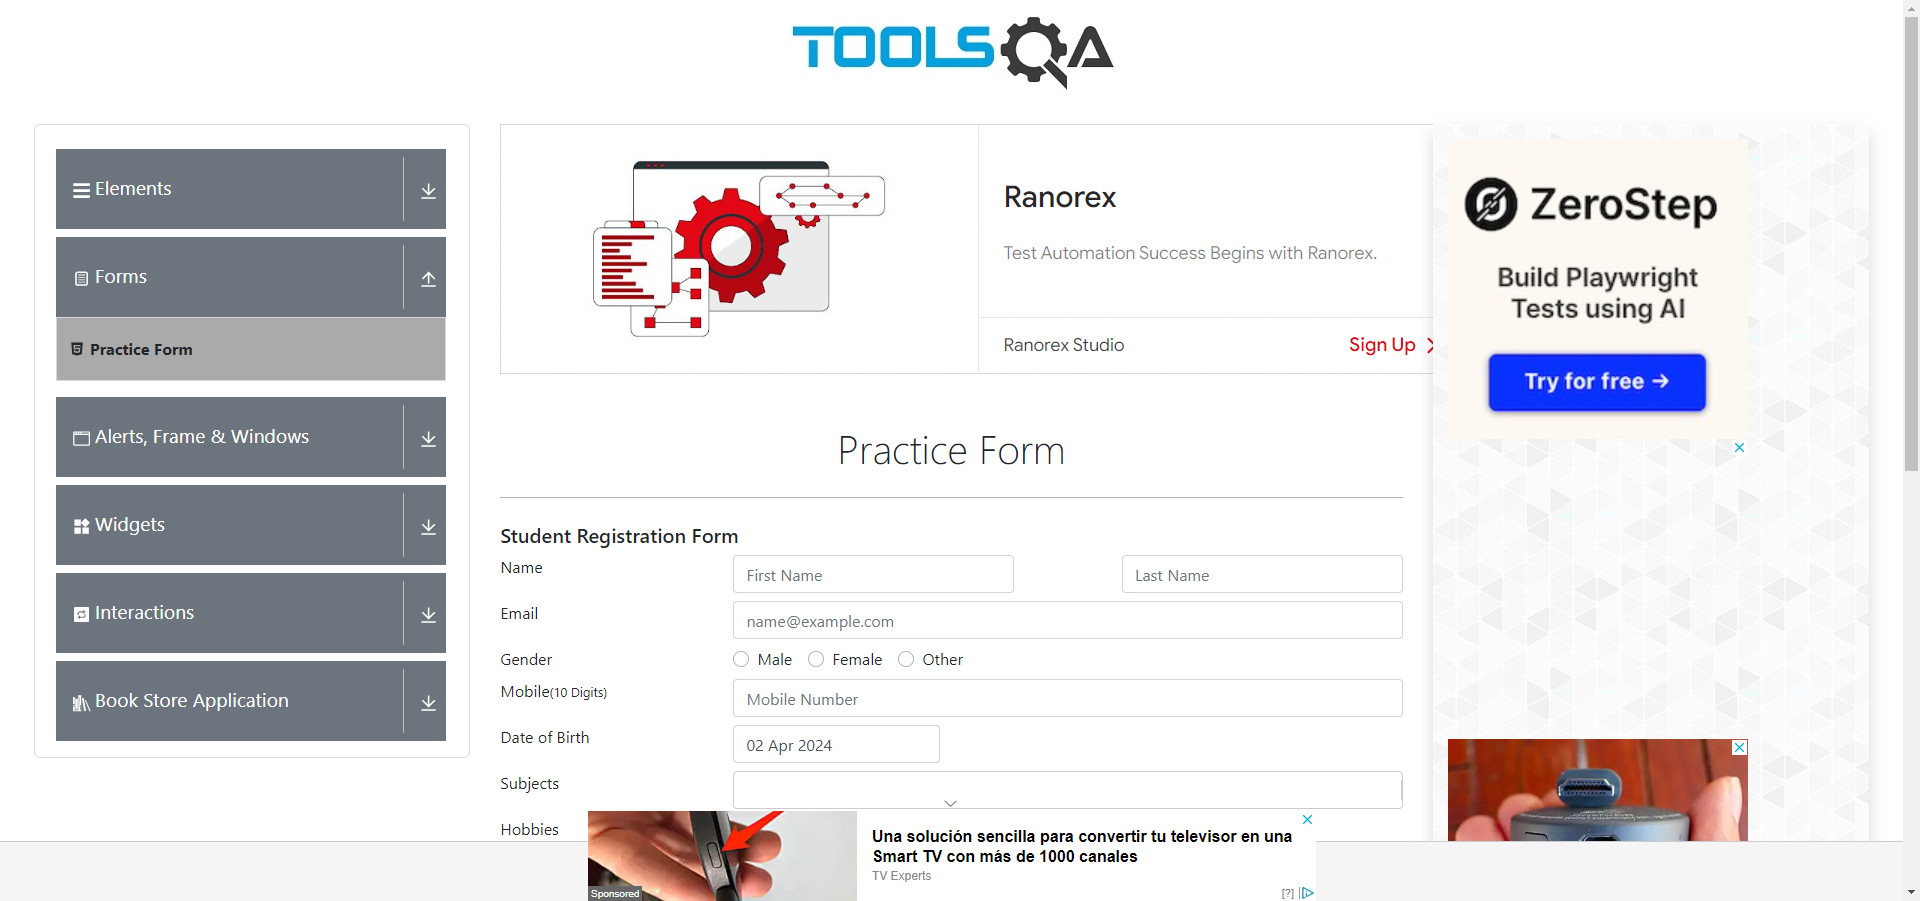 TOOLSQA
Elements
Forms
Practice Form
Alerts, Frame & Windows
Widgets
Interactions
Book Store Application
Ranorex
Test Automation Success Begins with Ranorex.
Ranorex Studio
Sign Up
ZeroStep
Build Playwright
Tests using AI
Try for free →
Practice Form
Student Registration Form
Name
First Name
Last Name
Email
name@example.com
Gender
Male
Female
Other
Mobile(10 Digits)
Mobile Number
Date of Birth
02 Apr 2024
Subjects
Hobbies
Una solución sencilla para convertir tu televisor en una
Smart TV con más de 1000 canales
TV Experts
Sponsored
[?]